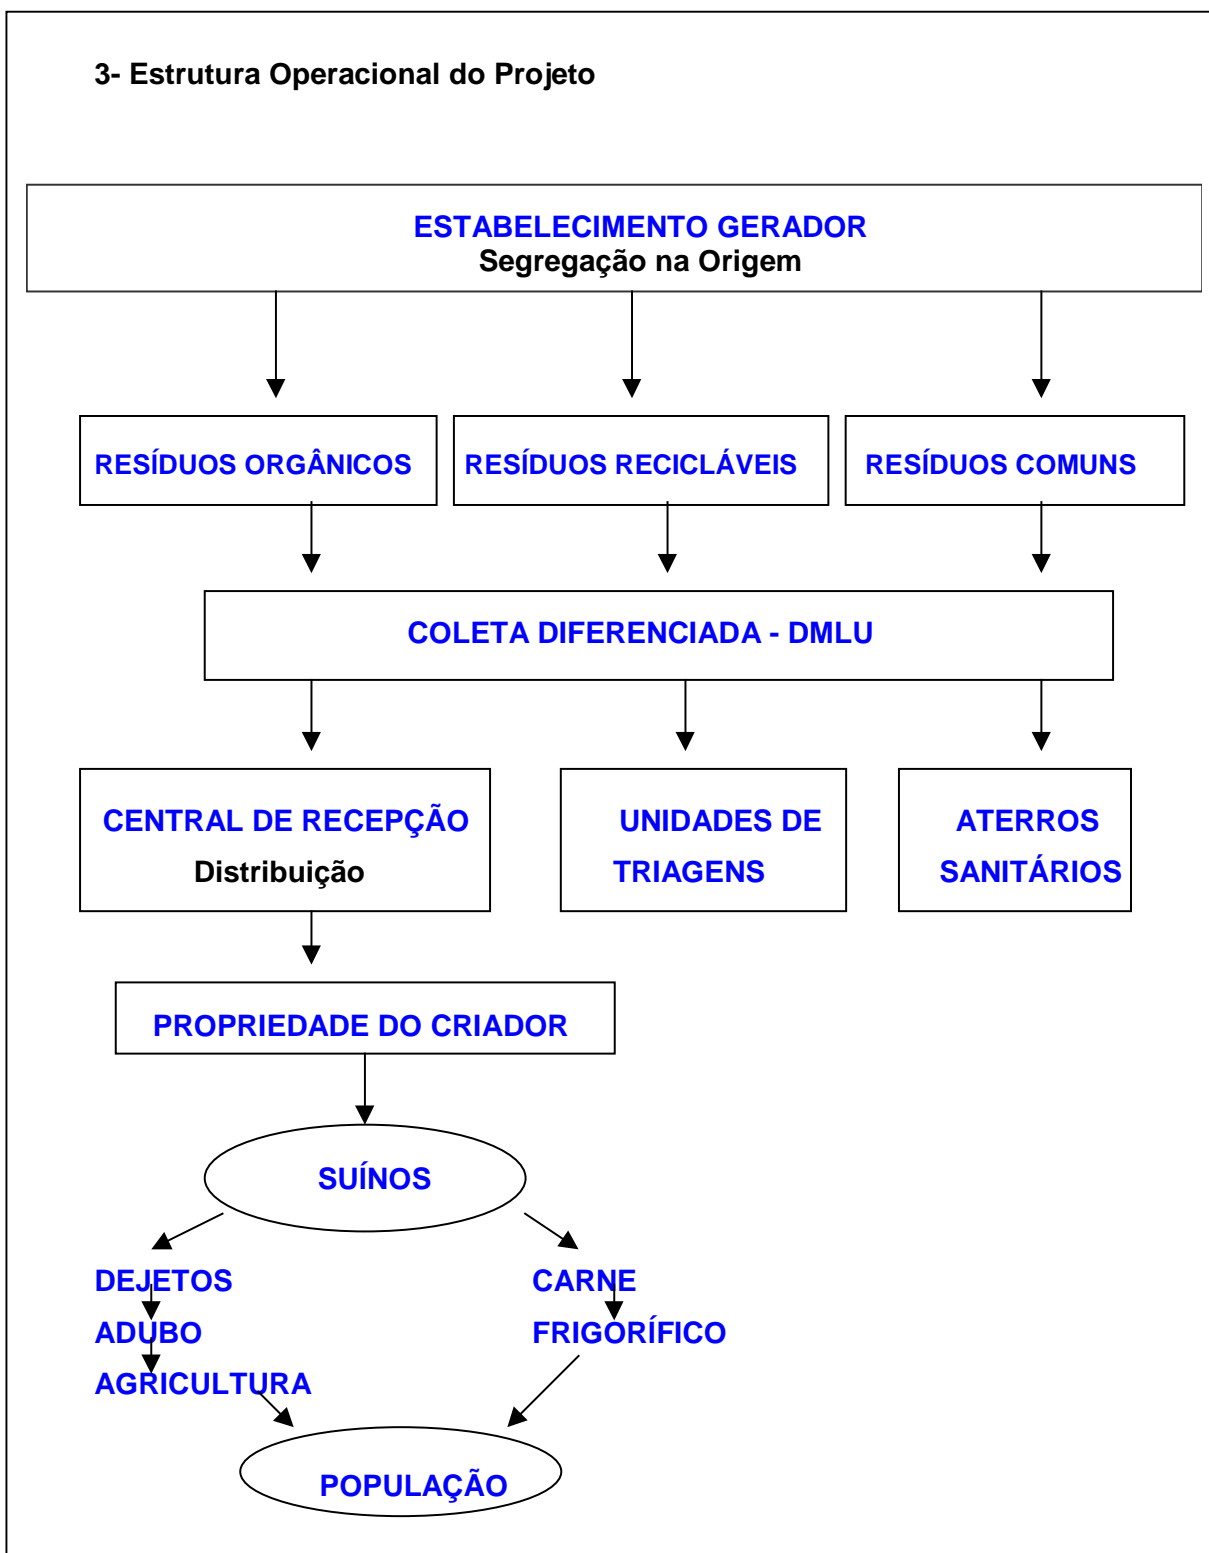 3- Estrutura Operacional do Projeto
ESTABELECIMENTO GERADOR
Segregação na Origem
RESÍDUOS ORGÂNICOS
RESÍDUOS RECICLÁVEIS
RESÍDUOS COMUNS
COLETA DIFERENCIADA - DMLU
CENTRAL DE RECEPÇÃO
Distribuição
UNIDADES DE
TRIAGENS
ATERROS
SANITÁRIOS
PROPRIEDADE DO CRIADOR
SUÍNOS
DEJETOS
ADUBO
AGRICULTURA
CARNE
FRIGORÍFICO
POPULAÇÃO